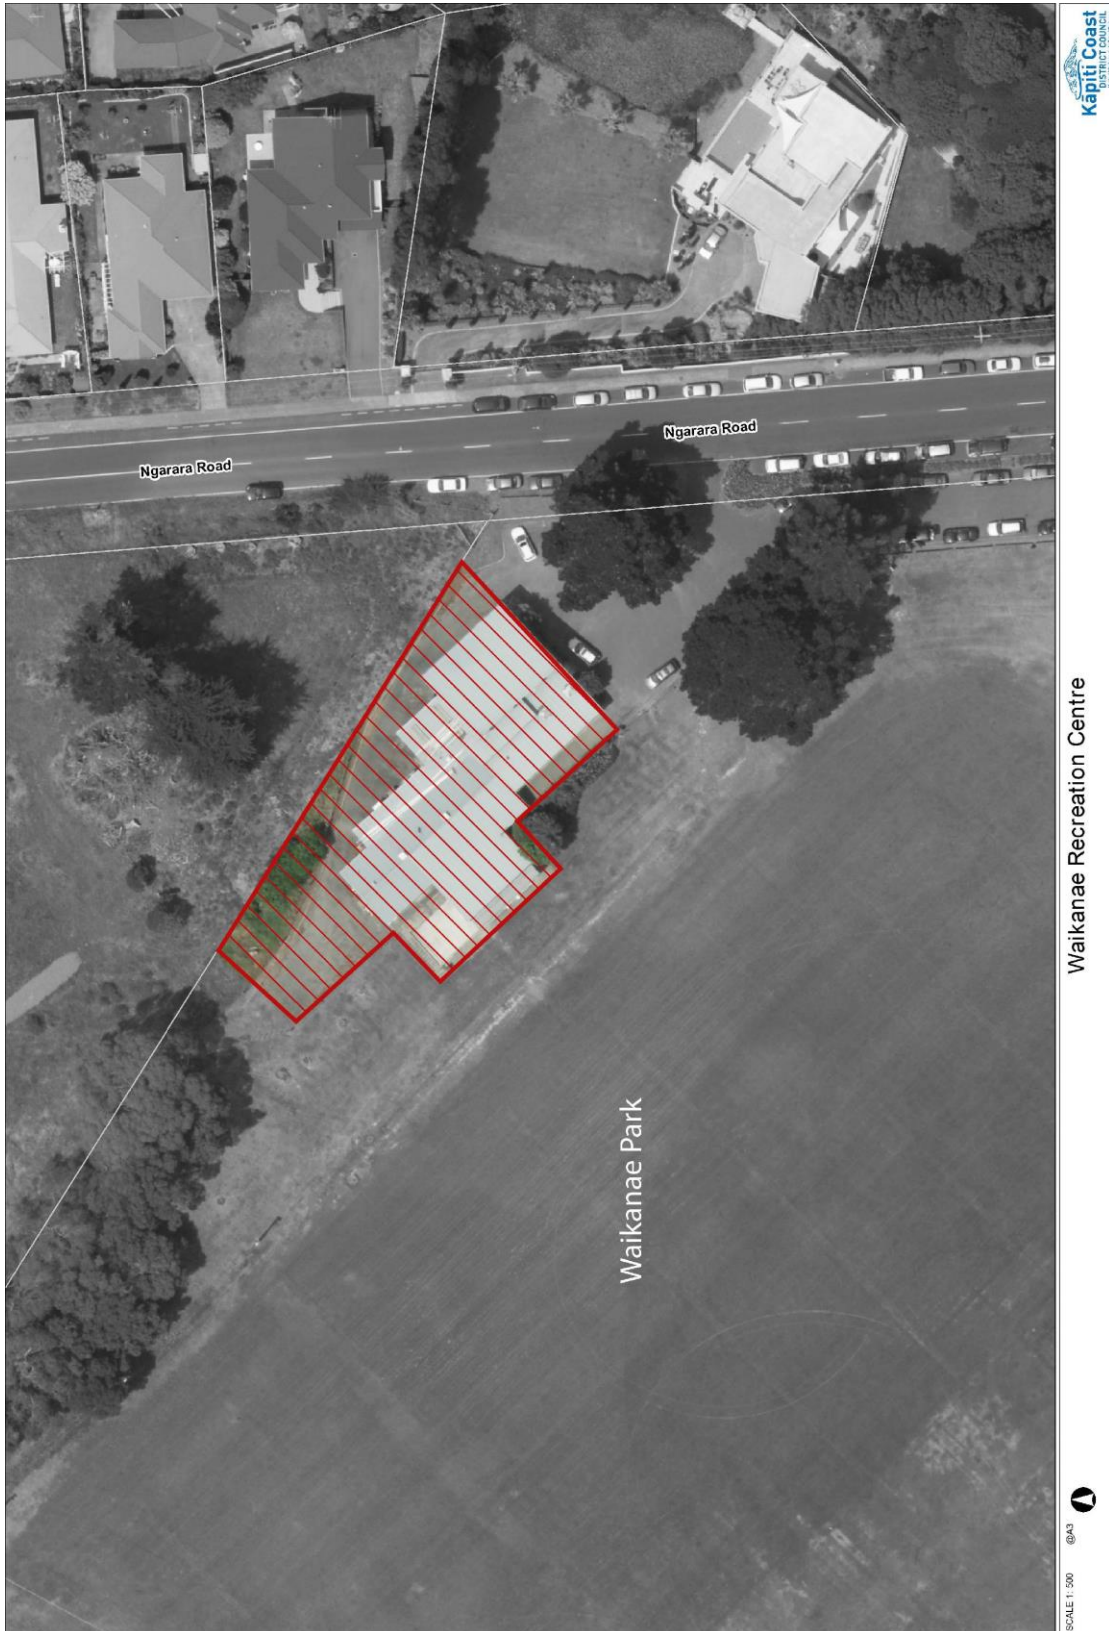 Ngarara Road
Ngarara Road
Waikanae Park
SCALE 1: 500
@A3
Waikanae Recreation Centre
Kāpiti Coast
DISTRICT COUNCIL